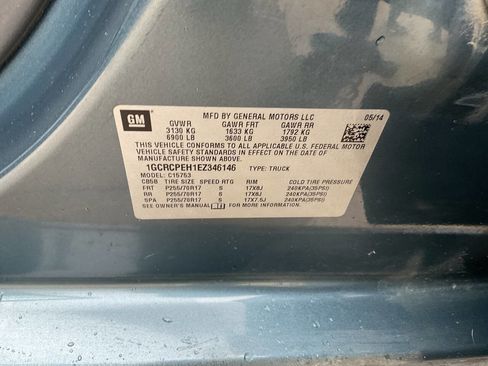 GM
MFD BY GENERAL MOTORS LLC
05/14
GVWR GAWR FRT GAWR RR
3130 KG 1633 KG 1792 KG
6900 LB 3600 LB 3950 LB
THIS VEHICLE CONFORMS TO ALL APPLICABLE U.S. FEDERAL MOTOR
VEHICLE SAFETY STANDARDS IN EFFECT ON THE DATE OF
MANUFACTURE SHOWN ABOVE.
1GCRCPEH1EZ346146 TYPE: TRUCK
MODEL: C15753
CB5B TIRE SIZE SPEED RTG RIM COLD TIRE PRESSURE
FRT P255/70R17 S 17X8J 240KPA(35PSI)
RR P255/70R17 S 17X8J 240KPA(35PSI)
SPA P255/70R17 S 17X7.5J 240KPA(35PSI)
SEE OWNER'S MANUAL FOR MORE INFORMATION.